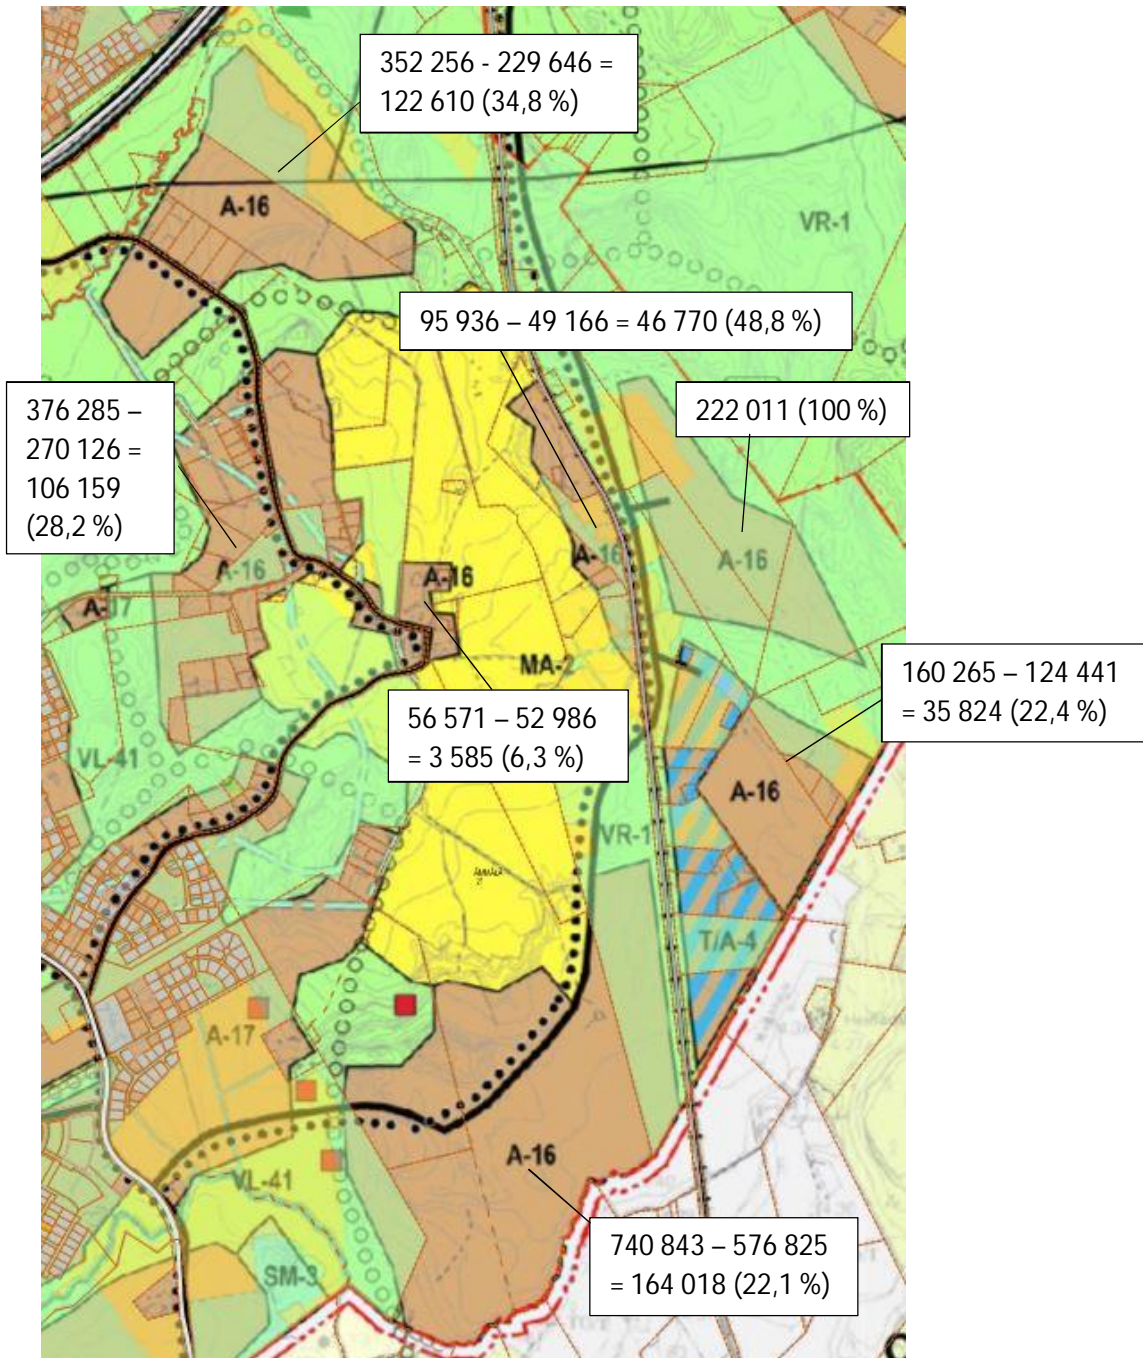 352 256 - 229 646 =
122 610 (34,8 %)
A-16
VR-1
95 936 – 49 166 = 46 770 (48,8 %)
376 285 –
270 126 =
106 159
(28,2 %)
222 011 (100 %)
A-16
A-16
A-16
A-16
A-17
MA-2
160 265 – 124 441
= 35 824 (22,4 %)
56 571 – 52 986
= 3 585 (6,3 %)
VL-41
A-16
VR-1
T/A-4
A-17
A-16
VL-41
740 843 – 576 825
= 164 018 (22,1 %)
SM-3